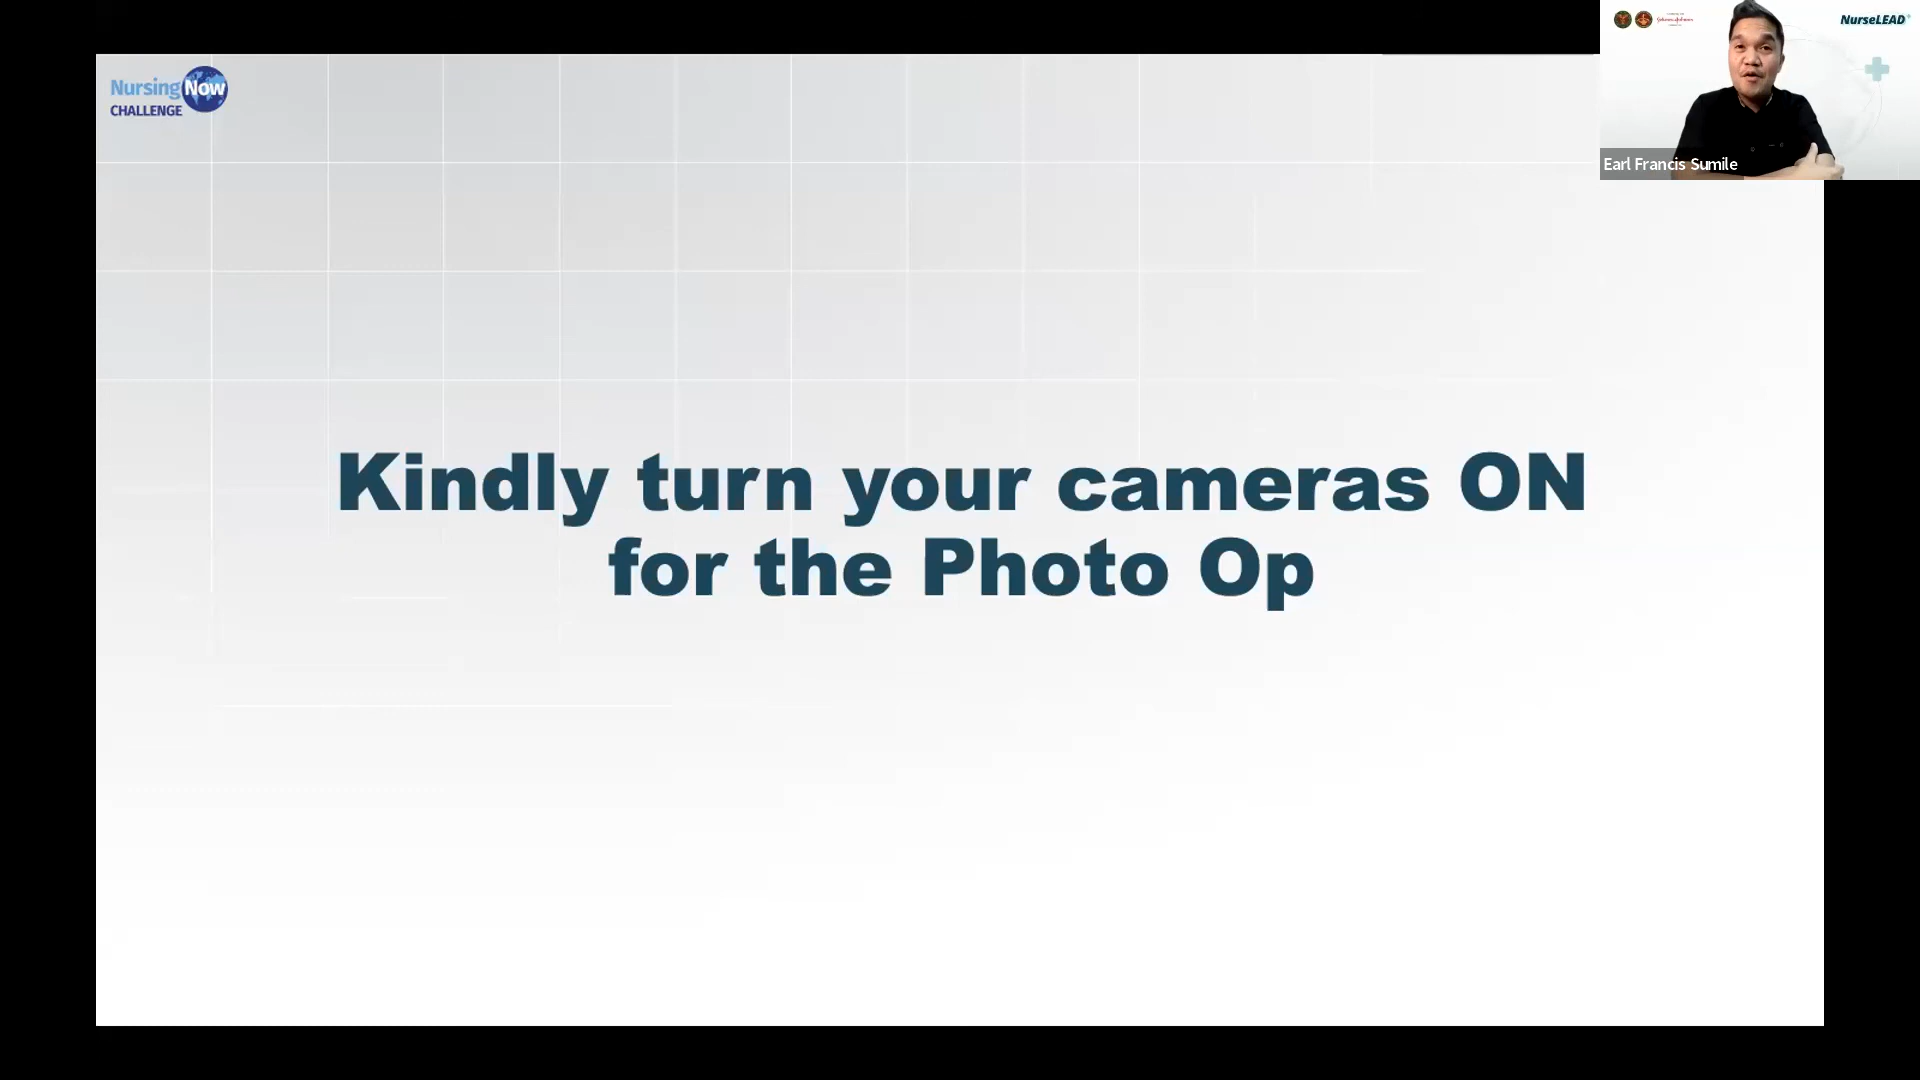 Nursing Now
CHALLENGE
NurseLEAD
Earl Francis Sumile
Kindly turn your cameras ON
for the Photo Op